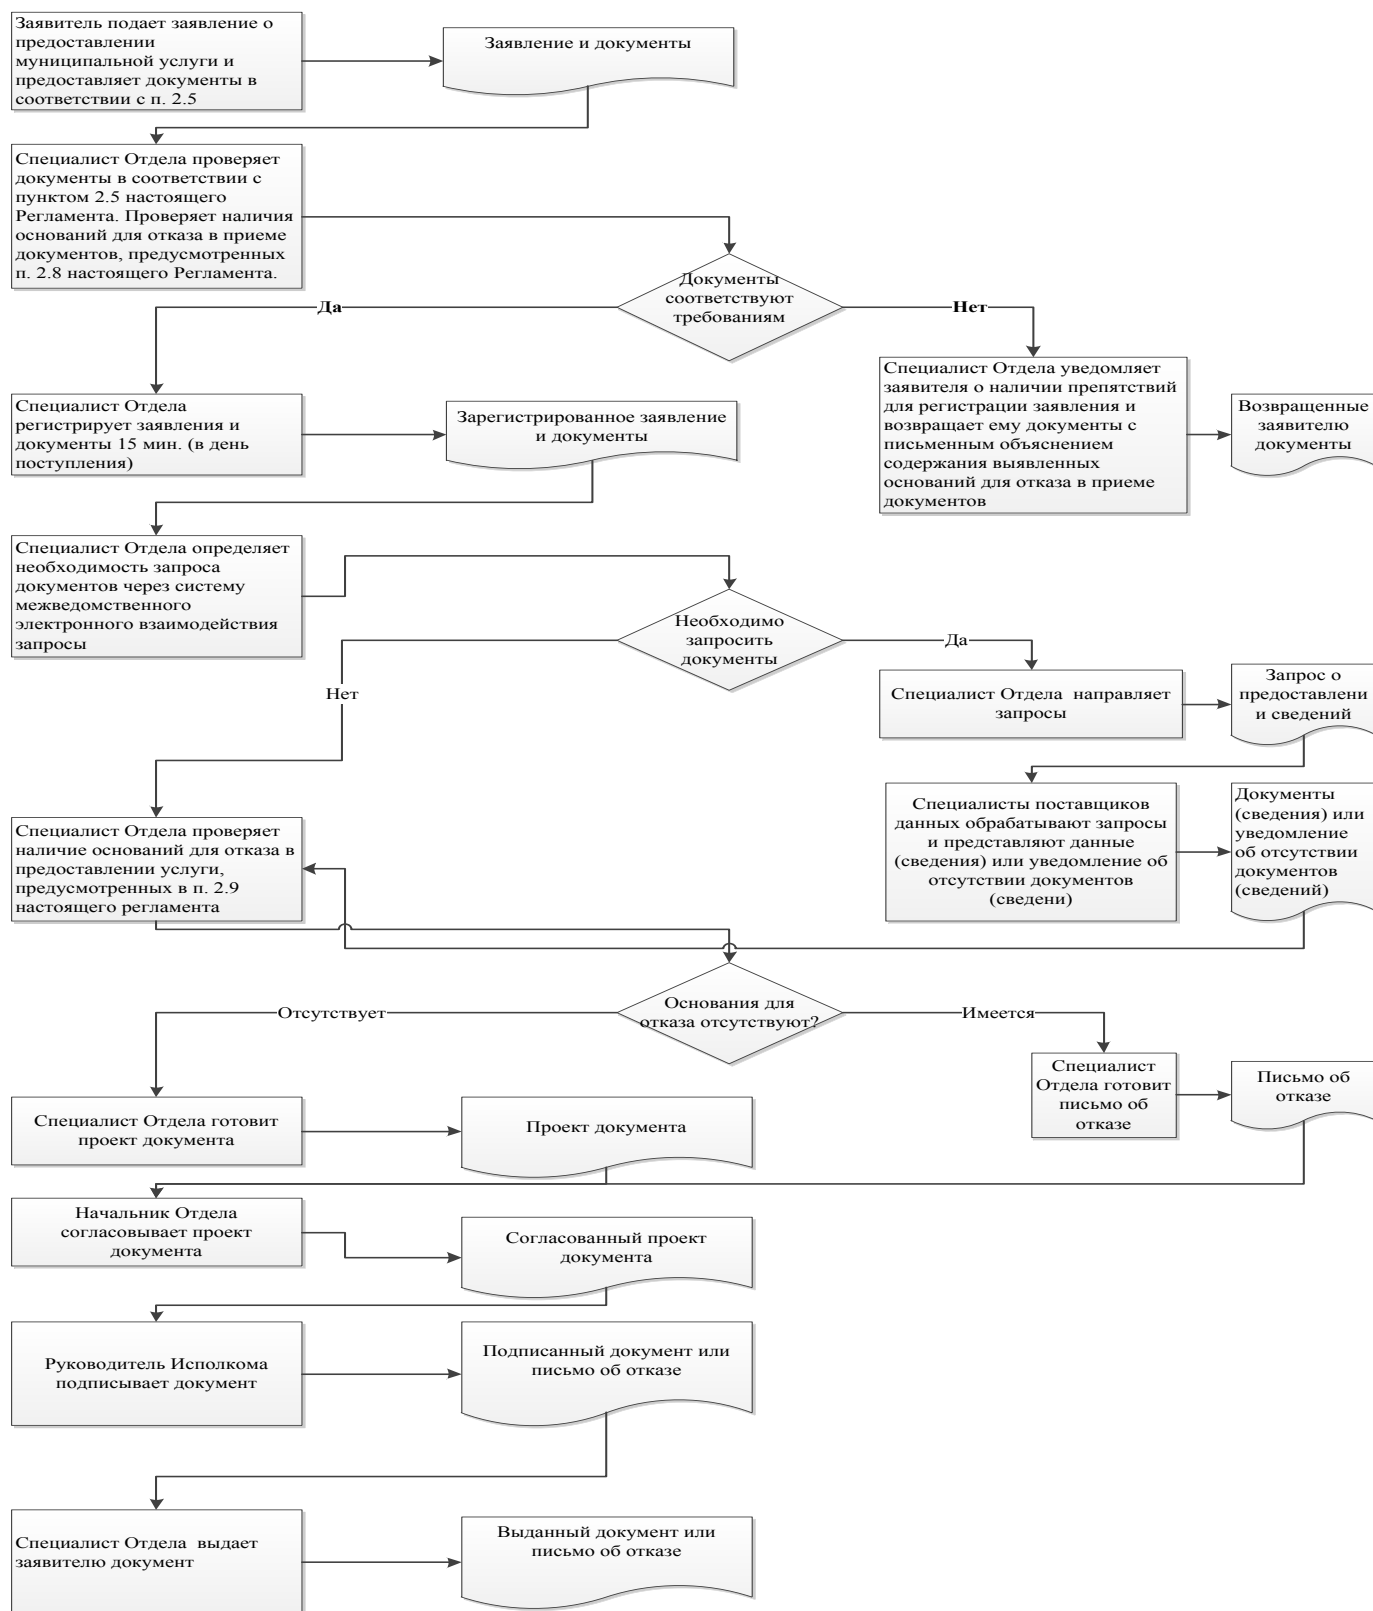 Заявитель подает заявление о
предоставлении
муниципальной услуги и
предоставляет документы в
соответствии с п. 2.5
Заявление и документы
Специалист Отдела проверяет
документы в соответствии с
пунктом 2.5 настоящего
Регламента. Проверяет наличия
оснований для отказа в приеме
документов, предусмотренных
п. 2.8 настоящего Регламента.
Документы
соответствуют
требованиям
Да
Нет
Специалист Отдела
регистрирует заявления и
документы 15 мин. (в день
поступления)
Зарегистрированное заявление
и документы
Специалист Отдела уведомляет
заявителя о наличии препятствий
для регистрации заявления и
возвращает ему документы с
письменным объяснением
содержания выявленных
оснований для отказа в приеме
документов
Возвращенные
заявителю
документы
Специалист Отдела определяет
необходимость запроса
документов через систему
межведомственного
электронного взаимодействия
запросы
Необходимо
запросить
документы
Да
Нет
Специалист Отдела  направляет
запросы
Запрос о
предоставлени
и сведений
Специалисты поставщиков
данных обрабатывают запросы
и представляют данные
(сведения) или уведомление об
отсутствии документов
(сведени)
Документы
(сведения) или
уведомление
об отсутствии
документов
(сведений)
Специалист Отдела проверяет
наличие оснований для отказа в
предоставлении услуги,
предусмотренных в п. 2.9
настоящего регламента
Основания для
отказа отсутствуют?
Отсутствует
Имеется
Специалист
Отдела готовит
письмо об
отказе
Письмо об
отказе
Специалист Отдела готовит
проект документа
Проект документа
Начальник Отдела
согласовывает проект
документа
Согласованный проект
документа
Руководитель Исполкома
подписывает документ
Подписанный документ или
письмо об отказе
Специалист Отдела  выдает
заявителю документ
Выданный документ или
письмо об отказе